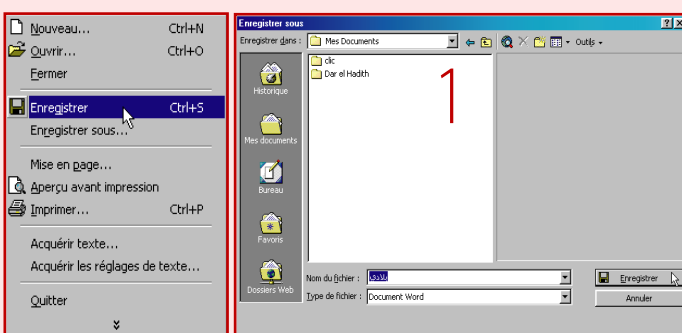 Nouveau... Ctrl+N
Ouvrir... Ctrl+O
Fermer
Enregistrer Ctrl+S
Enregistrer sous...
Mise en page...
Aperçu avant impression
Imprimer... Ctrl+P
Acquérir texte...
Acquérir les réglages de texte...
Quitter
Enregistrer sous
Enregistrer dans : Mes Documents Outils
Historique
Mes documents
Bureau
Favoris
Dossiers Web
clic
Dar el Hadith
1
Nom du fichier : بلادي Enregistrer
Type de fichier : Document Word Annuler